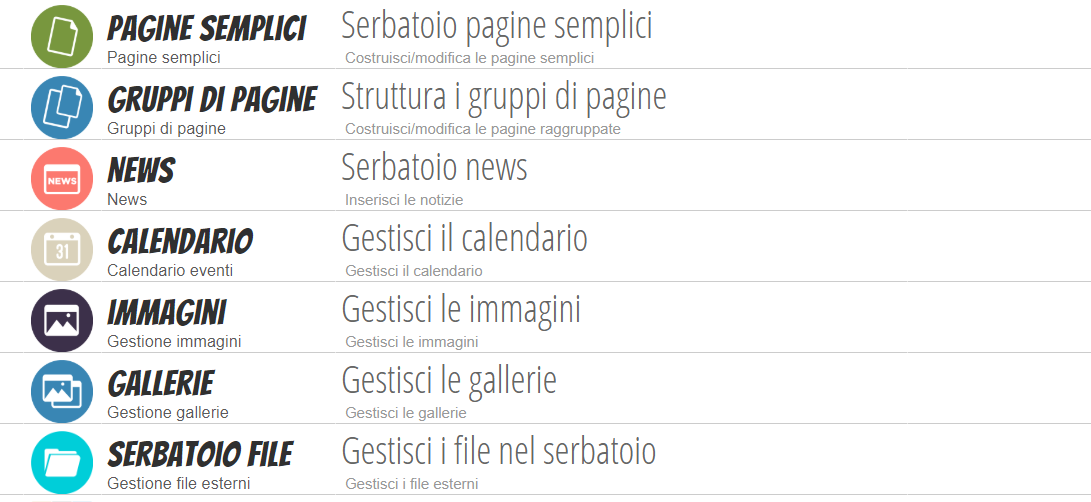 PAGINE SEMPLICI
Pagine semplici
Serbatoio pagine semplici
Costruisci/modifica le pagine semplici
GRUPPI DI PAGINE
Gruppi di pagine
Struttura i gruppi di pagine
Costruisci/modifica le pagine raggruppate
NEWS
NEWS
News
Serbatoio news
Inserisci le notizie
31
CALENDARIO
Calendario eventi
Gestisci il calendario
Gestisci il calendario
IMMAGINI
Gestione immagini
Gestisci le immagini
Gestisci le immagini
GALLERIE
Gestione gallerie
Gestisci le gallerie
Gestisci le gallerie
SERBATOIO FILE
Gestione file esterni
Gestisci i file nel serbatoio
Gestisci i file esterni